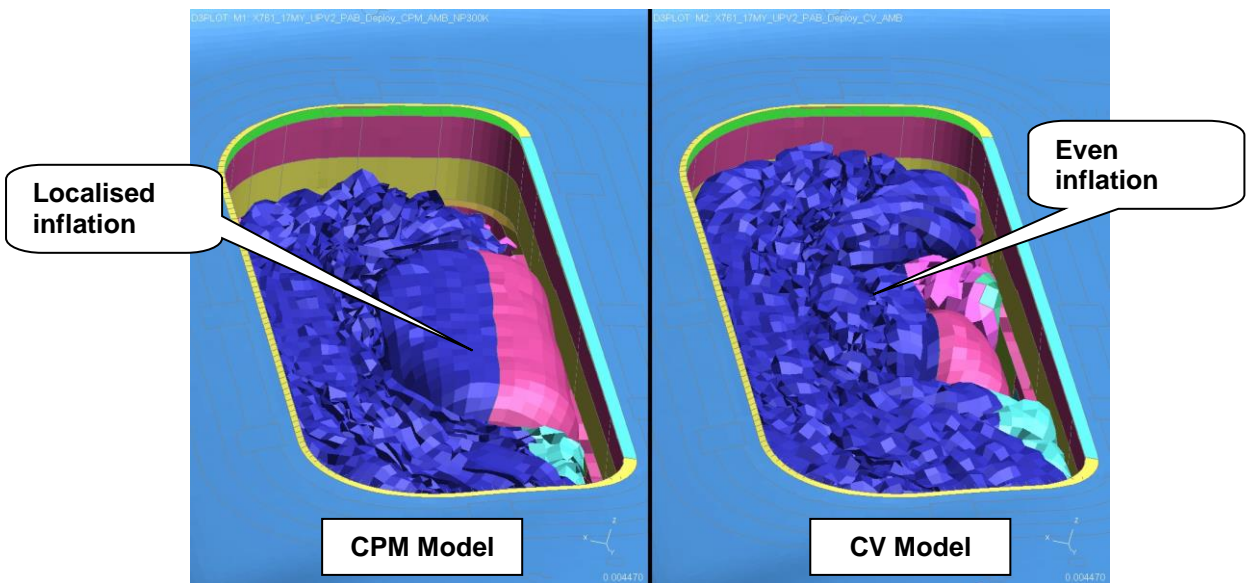 D3PLOT: M1: X761_17MY_UPV2_PAB_Deploy_CPM_AMB_NP300K
D3PLOT: M2: X761_17MY_UPV2_PAB_Deploy_CV_AMB
Localised
inflation
Even
inflation
CPM Model
CV Model
z
x
y
0.004470
z
x
y
0.004470